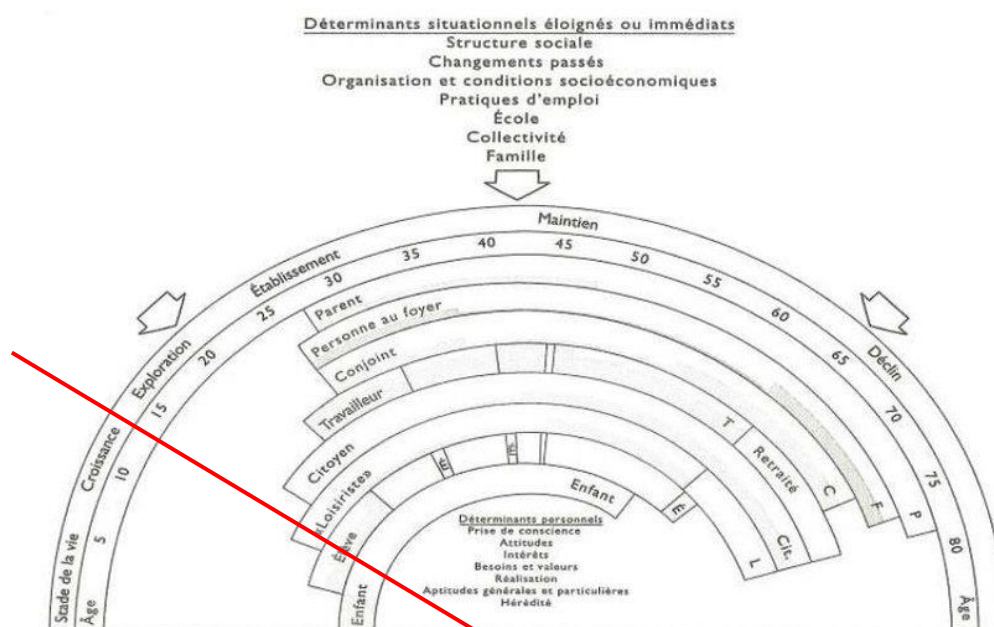 Déterminants situationnels éloignés ou immédiats
Structure sociale
Changements passés
Organisation et conditions socioéconomiques
Pratiques d'emploi
École
Collectivité
Famille
Stade de la vie
Croissance
Exploration
Établissement
Maintien
Déclin
Âge
5
10
15
20
25
30
35
40
45
50
55
60
65
70
75
80
Âge
Parent
P
Personne au foyer
F
Conjoint
C
Travailleur
T
Retraité
Citoyen
Cit.
«Loisiriste»
L
Élève
É
É
É
Enfant
Enfant
Déterminants personnels
Prise de conscience
Attitudes
Intérêts
Besoins et valeurs
Réalisation
Aptitudes générales et particulières
Hérédité